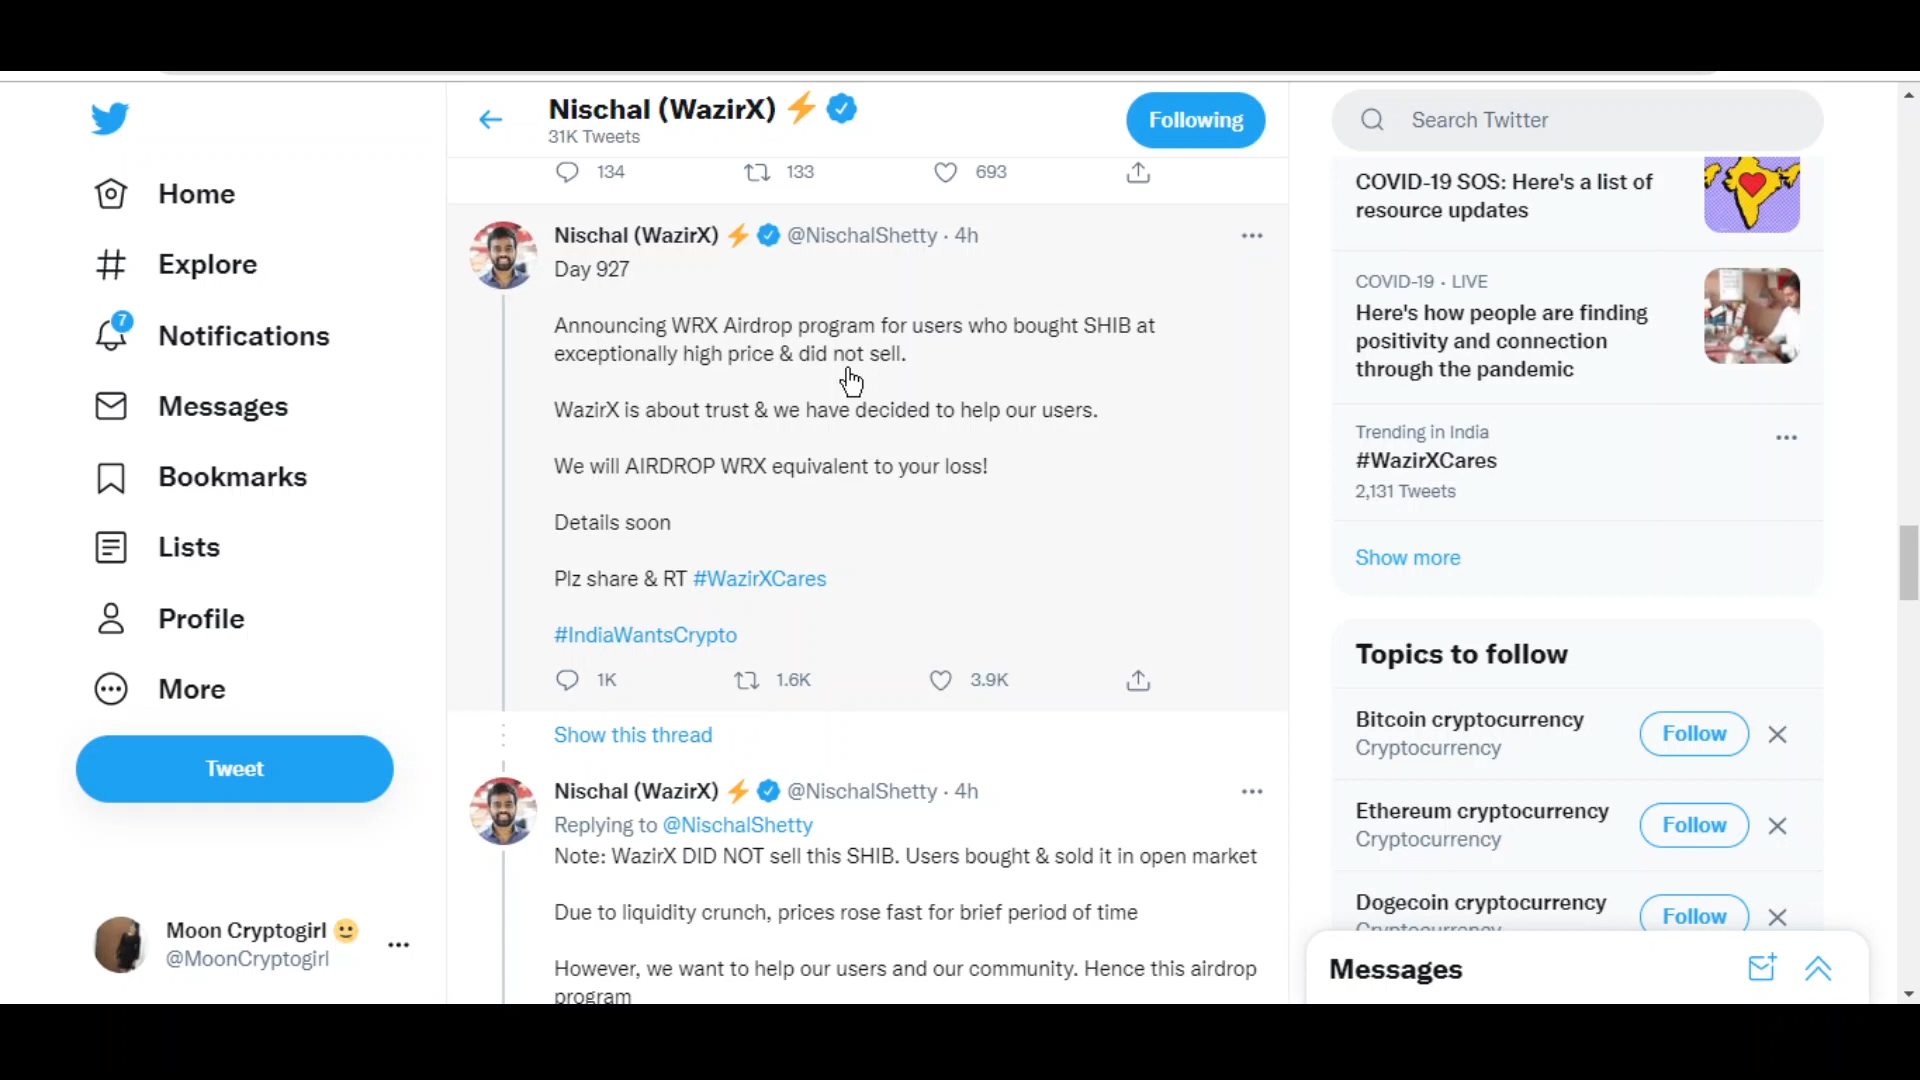 Nischal (WazirX) ⚡
31K Tweets
Following
Search Twitter
Home
Explore
7
Notifications
Messages
Bookmarks
Lists
Profile
More
Tweet
Moon Cryptogirl 🙂
@MoonCryptogirl
134 133 693
Nischal (WazirX) ⚡ @NischalShetty · 4h
Day 927
Announcing WRX Airdrop program for users who bought SHIB at
exceptionally high price & did not sell.
WazirX is about trust & we have decided to help our users.
We will AIRDROP WRX equivalent to your loss!
Details soon
Plz share & RT #WazirXCares
#IndiaWantsCrypto
1K 1.6K 3.9K
Show this thread
Nischal (WazirX) ⚡ @NischalShetty · 4h
Replying to @NischalShetty
Note: WazirX DID NOT sell this SHIB. Users bought & sold it in open market
Due to liquidity crunch, prices rose fast for brief period of time
However, we want to help our users and our community. Hence this airdrop
program
COVID-19 SOS: Here's a list of
resource updates
COVID-19 · LIVE
Here's how people are finding
positivity and connection
through the pandemic
Trending in India
#WazirXCares
2,131 Tweets
Show more
Topics to follow
Bitcoin cryptocurrency
Cryptocurrency
Follow
Ethereum cryptocurrency
Cryptocurrency
Follow
Dogecoin cryptocurrency
Cryptocurrency
Follow
Messages